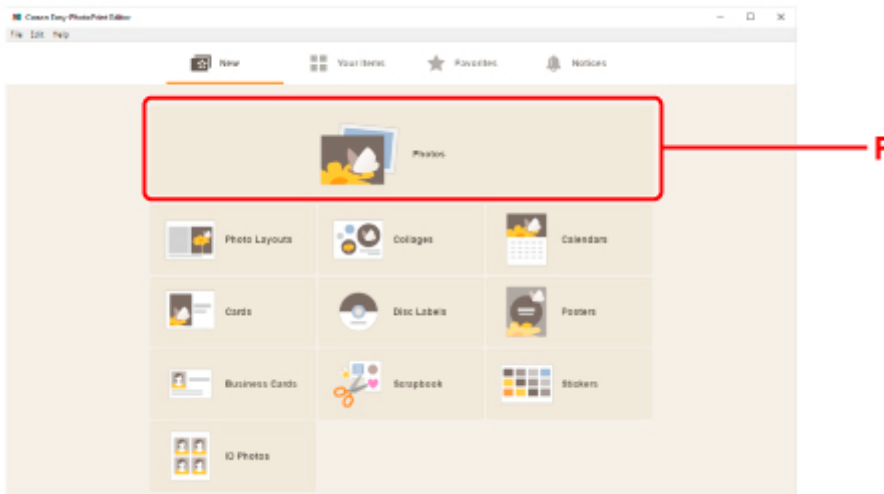 Canon Easy-PhotoPrint Editor
File Edit Help
New Your Items Favorites Notices
Photos
F
Photo Layouts Collages Calendars
Cards Disc Labels Posters
Business Cards Scrapbook Stickers
ID Photos